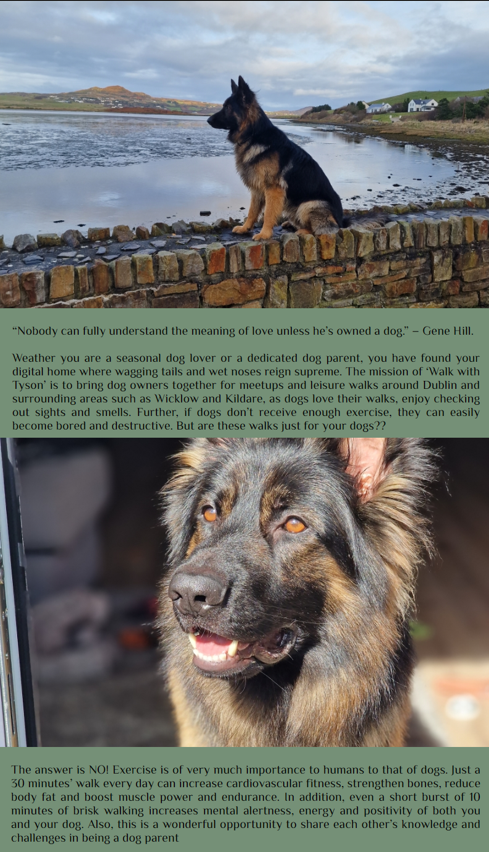 “Nobody can fully understand the meaning of love unless he’s owned a dog.” – Gene Hill.
Weather you are a seasonal dog lover or a dedicated dog parent, you have found your
digital home where wagging tails and wet noses reign supreme. The mission of ‘Walk with
Tyson’ is to bring dog owners together for meetups and leisure walks around Dublin and
surrounding areas such as Wicklow and Kildare, as dogs love their walks, enjoy checking
out sights and smells. Further, if dogs don’t receive enough exercise, they can easily
become bored and destructive. But are these walks just for your dogs??
The answer is NO! Exercise is of very much importance to humans to that of dogs. Just a
30 minutes’ walk every day can increase cardiovascular fitness, strengthen bones, reduce
body fat and boost muscle power and endurance. In addition, even a short burst of 10
minutes of brisk walking increases mental alertness, energy and positivity of both you
and your dog. Also, this is a wonderful opportunity to share each other’s knowledge and
challenges in being a dog parent